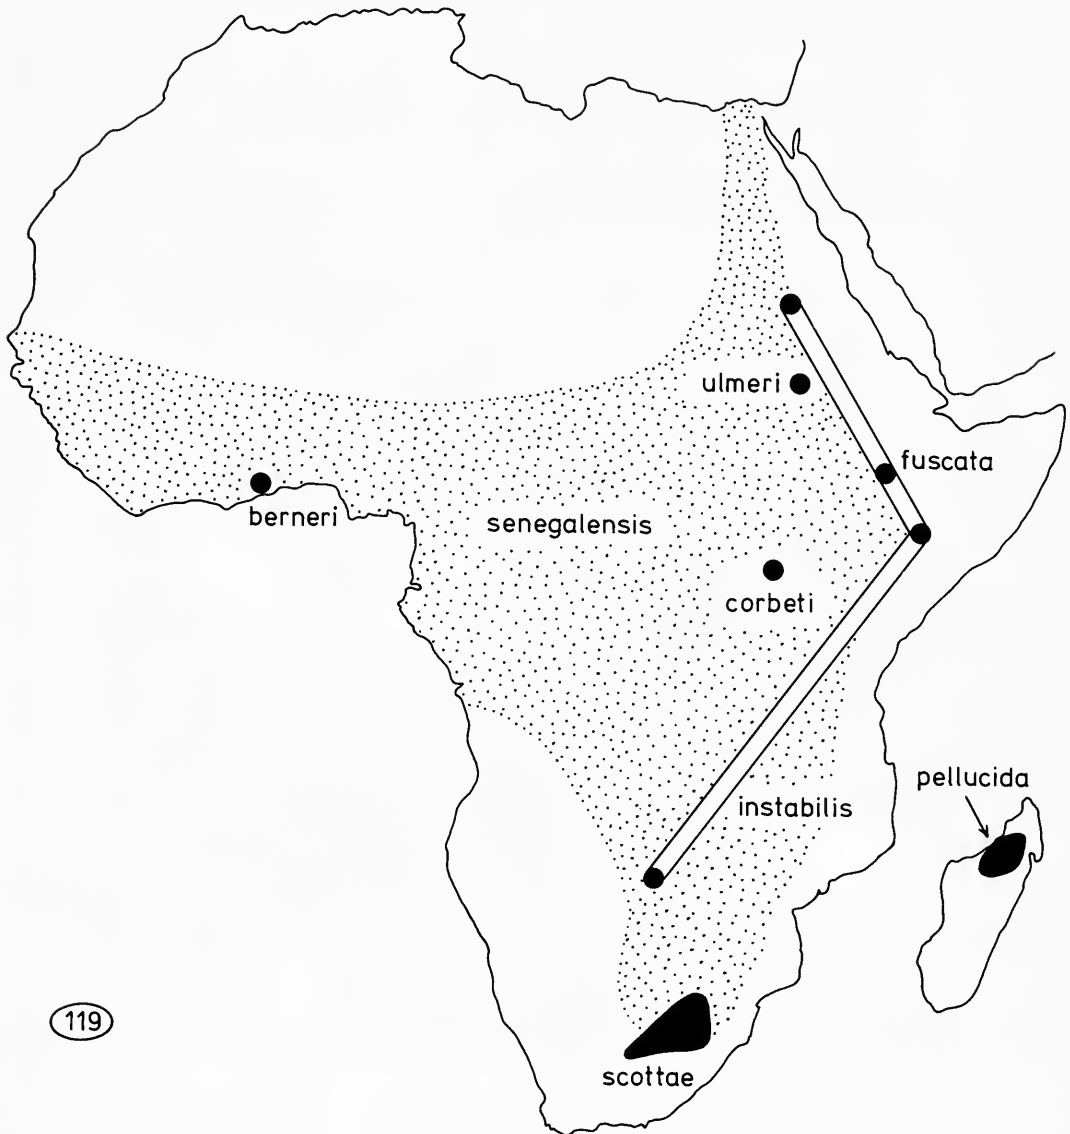 ulmeri
fuscata
berneri
senegalensis
corbeti
pellucida
instabilis
119
scottae